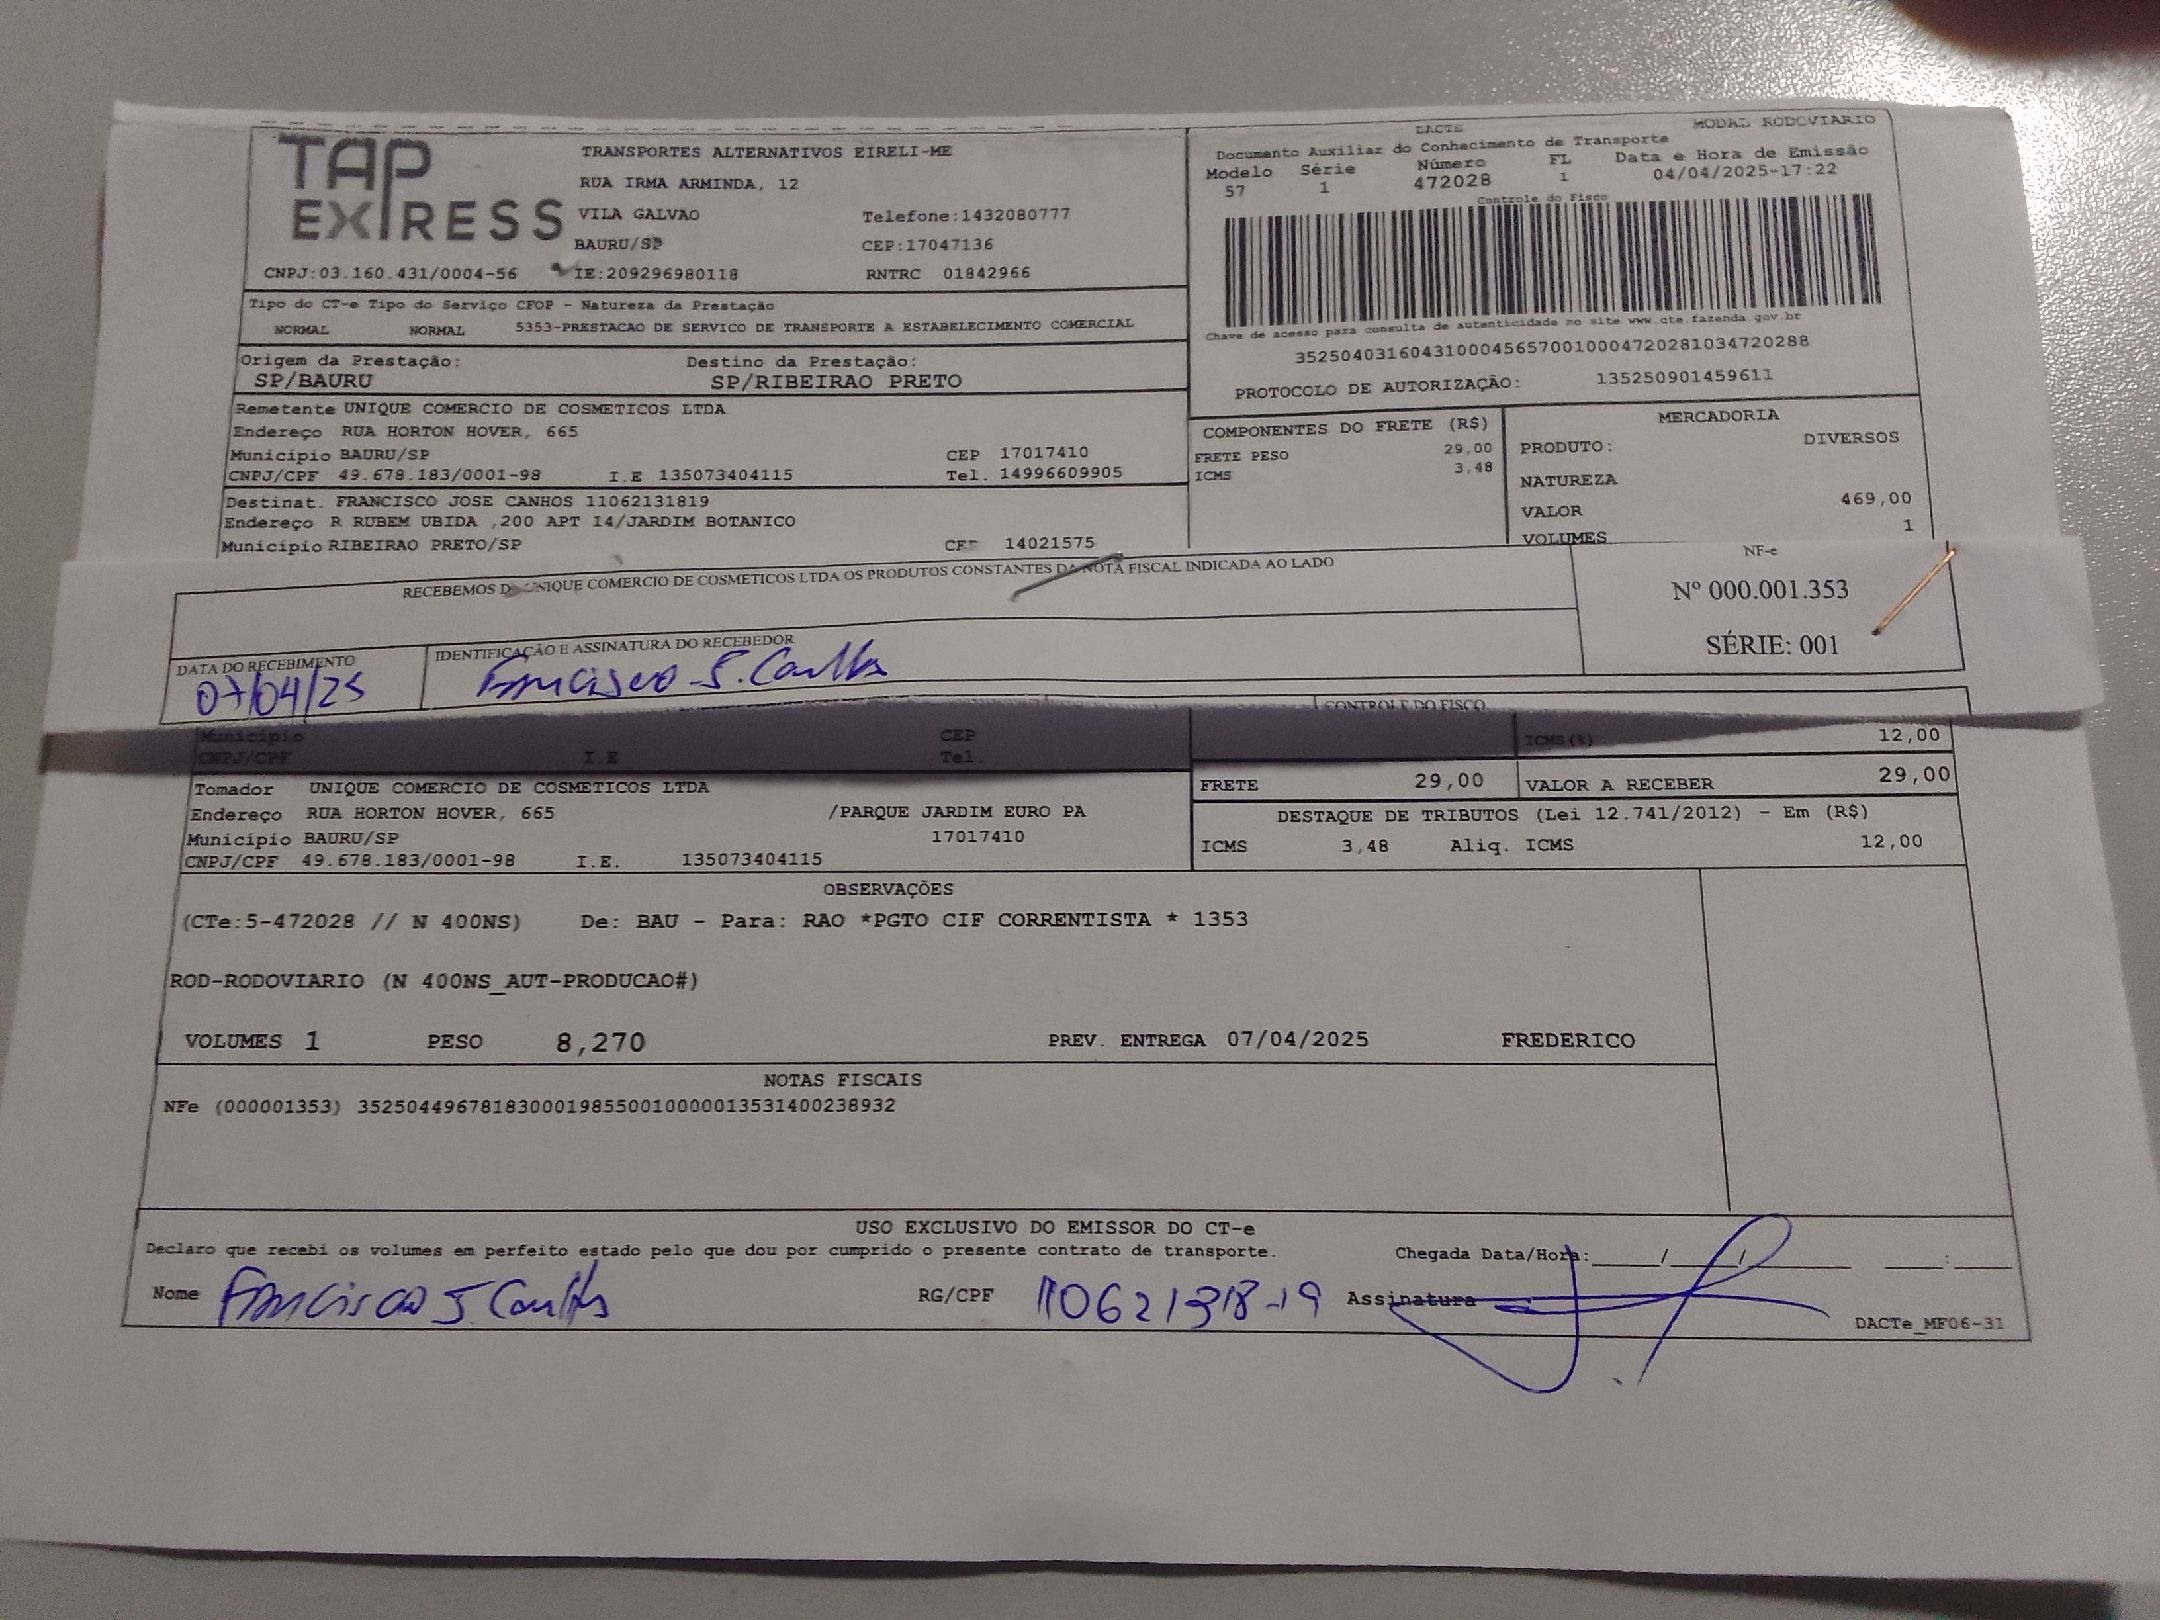 TAP EXPRESS
TRANSPORTES ALTERNATIVOS EIRELI-ME
RUA IRMA ARMINDA, 12
VILA GALVAO Telefone:1432080777
BAURU/SP CEP:17047136
CNPJ:03.160.431/0004-56 IE:209296980118 RNTRC 01842966
DACTE MODAL RODOVIARIO
Documento Auxiliar do Conhecimento de Transporte
Modelo Série Número FL Data e Hora de Emissão
57 1 472028 1 04/04/2025-17:22
Controle do Fisco
Chave de acesso para consulta de autenticidade no site www.cte.fazenda.gov.br
35250403160431000456570010004720281034720288
PROTOCOLO DE AUTORIZAÇÃO: 135250901459611
Tipo do CT-e Tipo do Serviço CFOP - Natureza da Prestação
NORMAL NORMAL 5353-PRESTACAO DE SERVICO DE TRANSPORTE A ESTABELECIMENTO COMERCIAL
Origem da Prestação: Destino da Prestação:
SP/BAURU SP/RIBEIRAO PRETO
Remetente UNIQUE COMERCIO DE COSMETICOS LTDA
Endereço RUA HORTON HOVER, 665
Município BAURU/SP CEP 17017410
CNPJ/CPF 49.678.183/0001-98 I.E 135073404115 Tel. 14996609905
Destinat. FRANCISCO JOSE CANHOS 11062131819
Endereço R RUBEM UBIDA ,200 APT 14/JARDIM BOTANICO
Município RIBEIRAO PRETO/SP CEP 14021575
COMPONENTES DO FRETE (R$)
FRETE PESO 29,00
ICMS 3,48
MERCADORIA
PRODUTO: DIVERSOS
NATUREZA
VALOR 469,00
VOLUMES 1
RECEBEMOS DE UNIQUE COMERCIO DE COSMETICOS LTDA OS PRODUTOS CONSTANTES DA NOTA FISCAL INDICADA AO LADO
NF-e
Nº 000.001.353
SÉRIE: 001
DATA DO RECEBIMENTO IDENTIFICAÇÃO E ASSINATURA DO RECEBEDOR
07/04/25 Francisco J. Canhos
CONTROLE DO FISCO
Município CEP
CNPJ/CPF I.E Tel.
ICMS(%) 12,00
FRETE 29,00 VALOR A RECEBER 29,00
Tomador UNIQUE COMERCIO DE COSMETICOS LTDA
Endereço RUA HORTON HOVER, 665 /PARQUE JARDIM EURO PA
Município BAURU/SP 17017410
CNPJ/CPF 49.678.183/0001-98 I.E. 135073404115
DESTAQUE DE TRIBUTOS (Lei 12.741/2012) - Em (R$)
ICMS 3,48 Aliq. ICMS 12,00
OBSERVAÇÕES
(CTe:5-472028 // N 400NS) De: BAU - Para: RAO *PGTO CIF CORRENTISTA * 1353
ROD-RODOVIARIO (N 400NS_AUT-PRODUCAO#)
VOLUMES 1 PESO 8,270 PREV. ENTREGA 07/04/2025 FREDERICO
NOTAS FISCAIS
NFe (000001353) 35250449678183000198550010000013531400238932
USO EXCLUSIVO DO EMISSOR DO CT-e
Declaro que recebi os volumes em perfeito estado pelo que dou por cumprido o presente contrato de transporte. Chegada Data/Hora:____/____/____ ____:____
Nome Francisco J. Canhos RG/CPF 110621318-19 Assinatura
DACTe_MF06-31